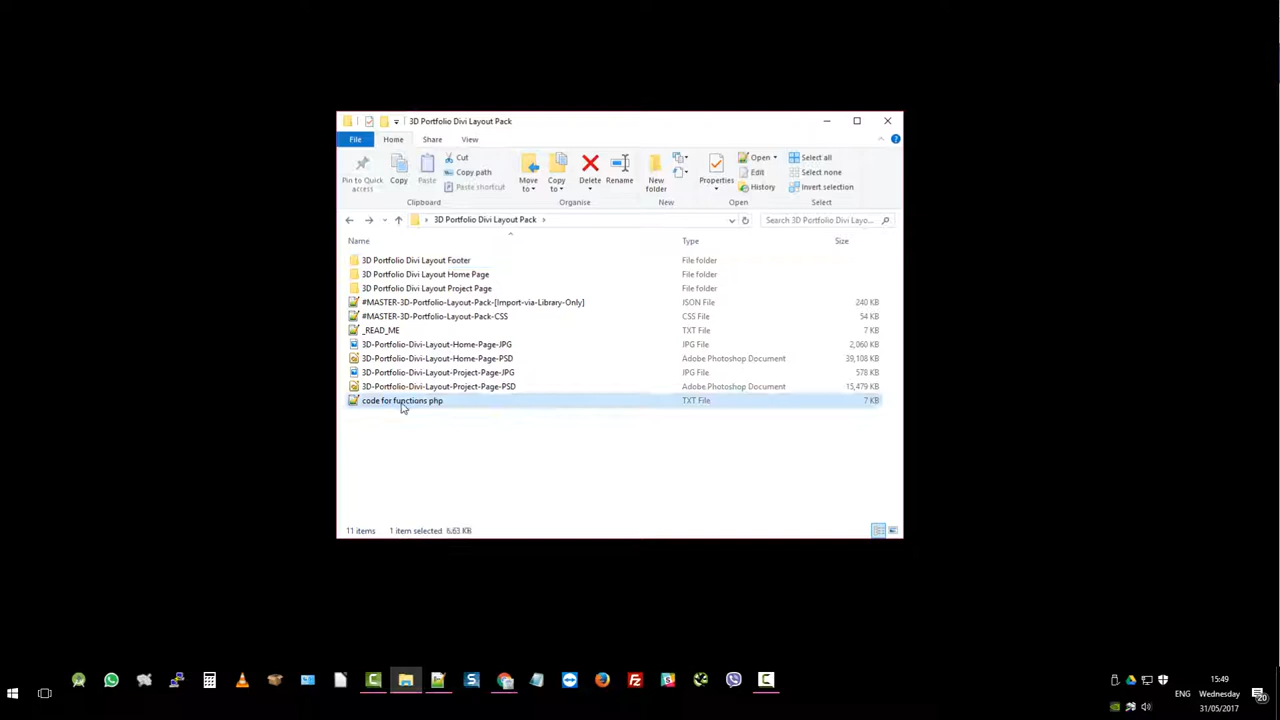 3D Portfolio Divi Layout Pack
File Home Share View
Pin to Quick access
Copy
Paste
Cut
Copy path
Paste shortcut
Move to
Copy to
Delete
Rename
New folder
Properties
Open
Edit
History
Select all
Select none
Invert selection
Clipboard Organise New Open Select
3D Portfolio Divi Layout Pack
Search 3D Portfolio Divi Layo...
Name Type Size
3D Portfolio Divi Layout Footer File folder
3D Portfolio Divi Layout Home Page File folder
3D Portfolio Divi Layout Project Page File folder
#MASTER-3D-Portfolio-Layout-Pack-[Import-via-Library-Only] JSON File 240 KB
#MASTER-3D-Portfolio-Layout-Pack-CSS CSS File 54 KB
_READ_ME TXT File 7 KB
3D-Portfolio-Divi-Layout-Home-Page-JPG JPG File 2,060 KB
3D-Portfolio-Divi-Layout-Home-Page-PSD Adobe Photoshop Document 39,108 KB
3D-Portfolio-Divi-Layout-Project-Page-JPG JPG File 578 KB
3D-Portfolio-Divi-Layout-Project-Page-PSD Adobe Photoshop Document 15,479 KB
code for functions php TXT File 7 KB
11 items 1 item selected 6.63 KB
15:49
ENG Wednesday
31/05/2017
20